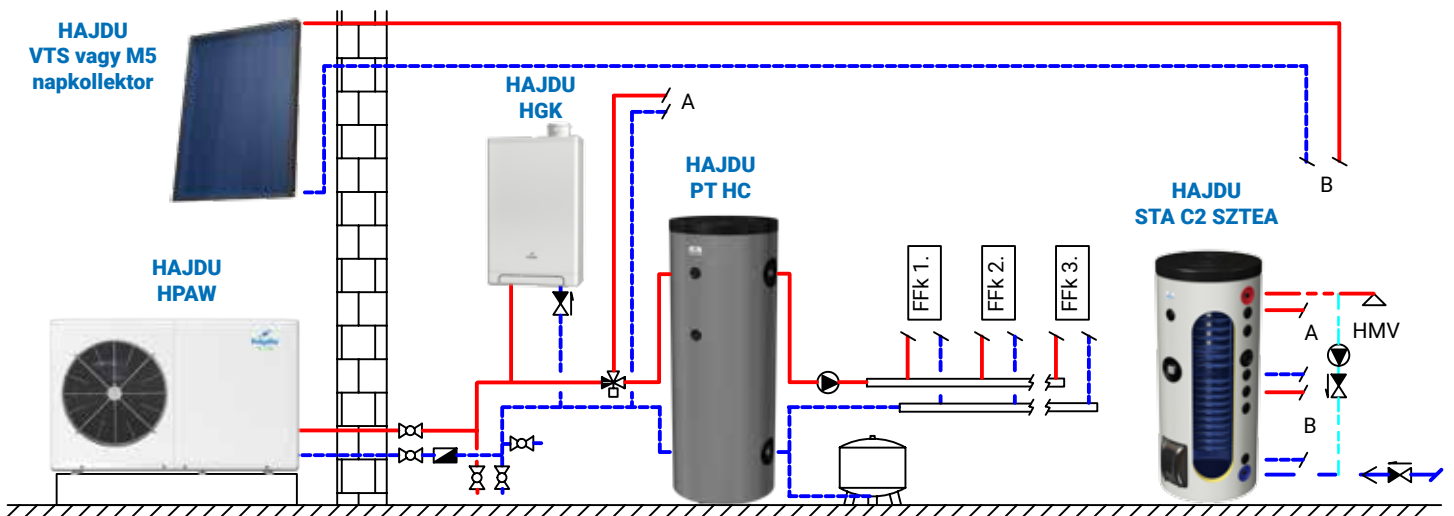 HAJDU
VTS vagy M5
napkollektor
HAJDU
HGK
A
HAJDU
PT HC
B
HAJDU
STA C2 SZTEA
HAJDU
HPAW
FFk 1.
FFk 2.
FFk 3.
A
HMV
B